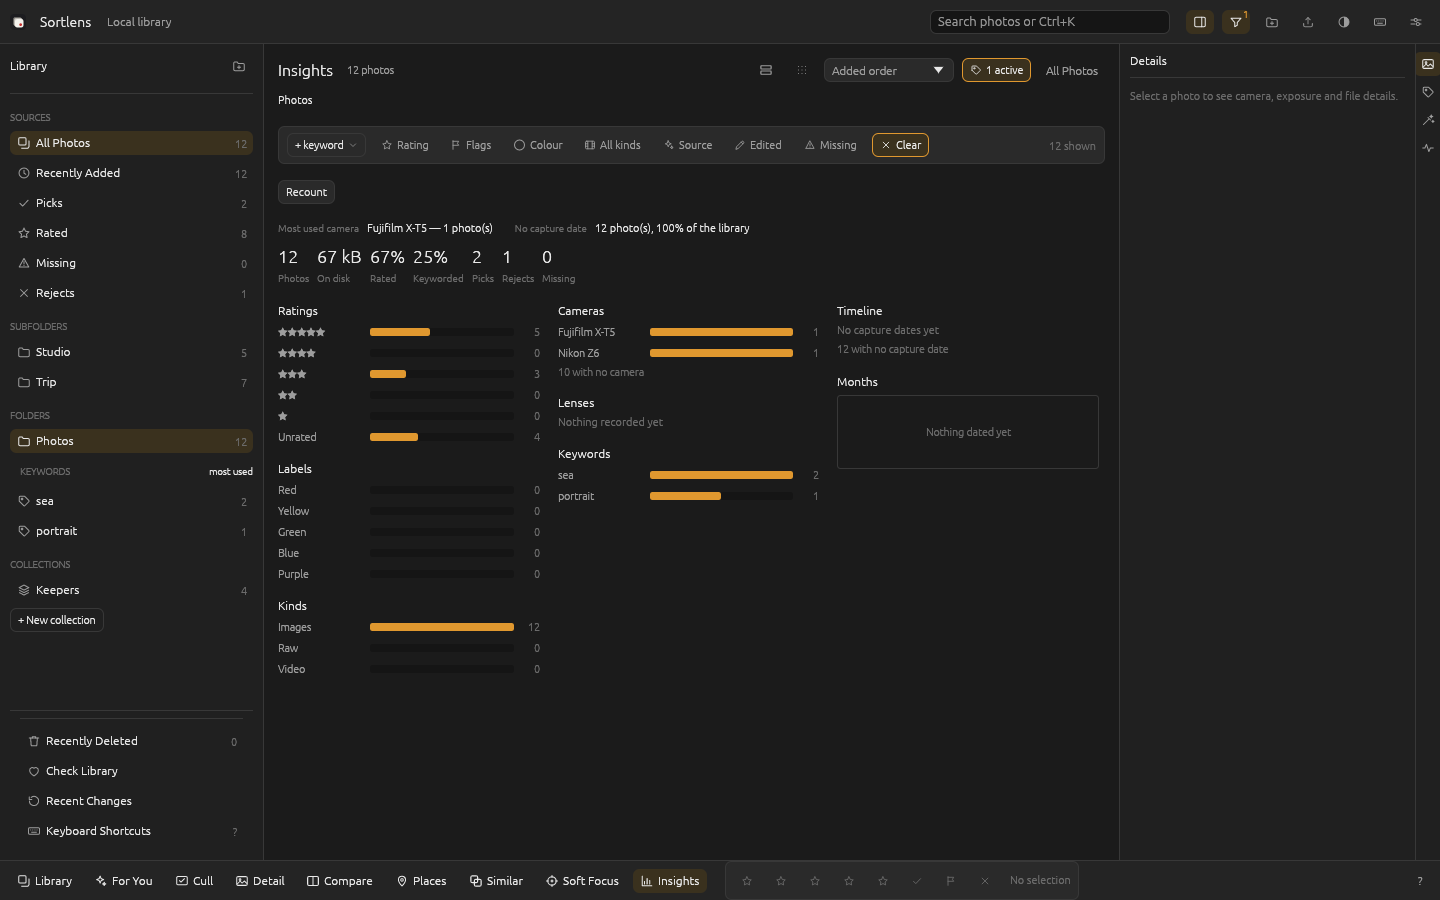 Sortlens Local library
Search photos or Ctrl+K
1
Library
SOURCES
All Photos 12
Recently Added 12
Picks 2
Rated 8
Missing 0
Rejects 1
SUBFOLDERS
Studio 5
Trip 7
FOLDERS
Photos 12
KEYWORDS most used
sea 2
portrait 1
COLLECTIONS
Keepers 4
+ New collection
Recently Deleted 0
Check Library
Recent Changes
Keyboard Shortcuts ?
Insights 12 photos
Added order
1 active
All Photos
Photos
+ keyword Rating Flags Colour All kinds Source Edited Missing Clear 12 shown
Recount
Most used camera Fujifilm X-T5 — 1 photo(s) No capture date 12 photo(s), 100% of the library
12 67 kB 67% 25% 2 1 0
Photos On disk Rated Keyworded Picks Rejects Missing
Ratings
5
0
3
0
0
Unrated 4
Labels
Red 0
Yellow 0
Green 0
Blue 0
Purple 0
Kinds
Images 12
Raw 0
Video 0
Cameras
Fujifilm X-T5 1
Nikon Z6 1
10 with no camera
Lenses
Nothing recorded yet
Keywords
sea 2
portrait 1
Timeline
No capture dates yet
12 with no capture date
Months
Nothing dated yet
Details
Select a photo to see camera, exposure and file details.
Library For You Cull Detail Compare Places Similar Soft Focus Insights No selection ?